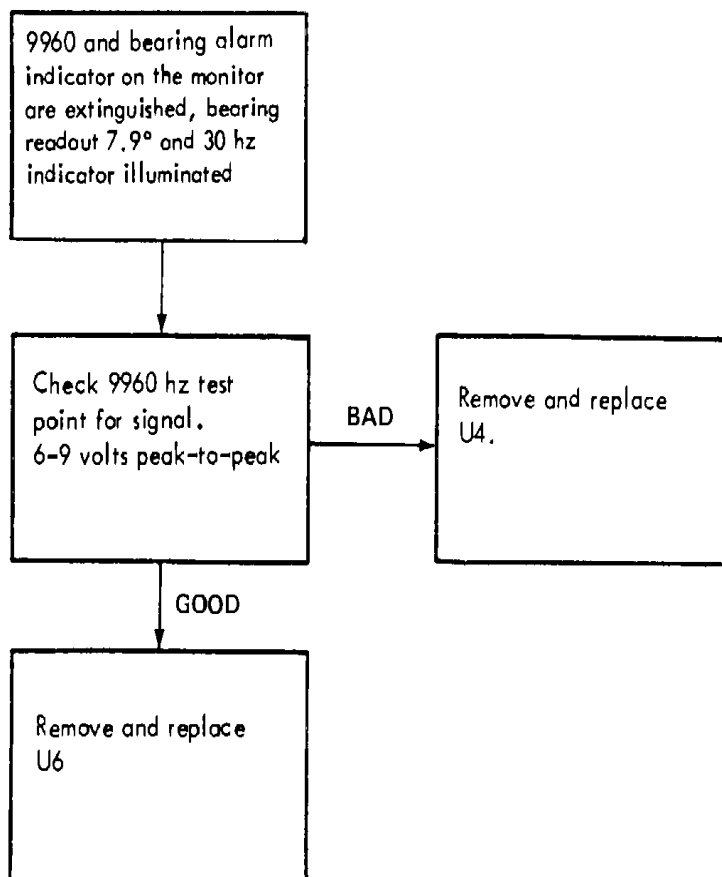 9960 and bearing alarm
indicator on the monitor
are extinguished, bearing
readout 7.9° and 30 hz
indicator illuminated
Check 9960 hz test
point for signal.
6-9 volts peak-to-peak
BAD
Remove and replace
U4.
GOOD
Remove and replace
U6